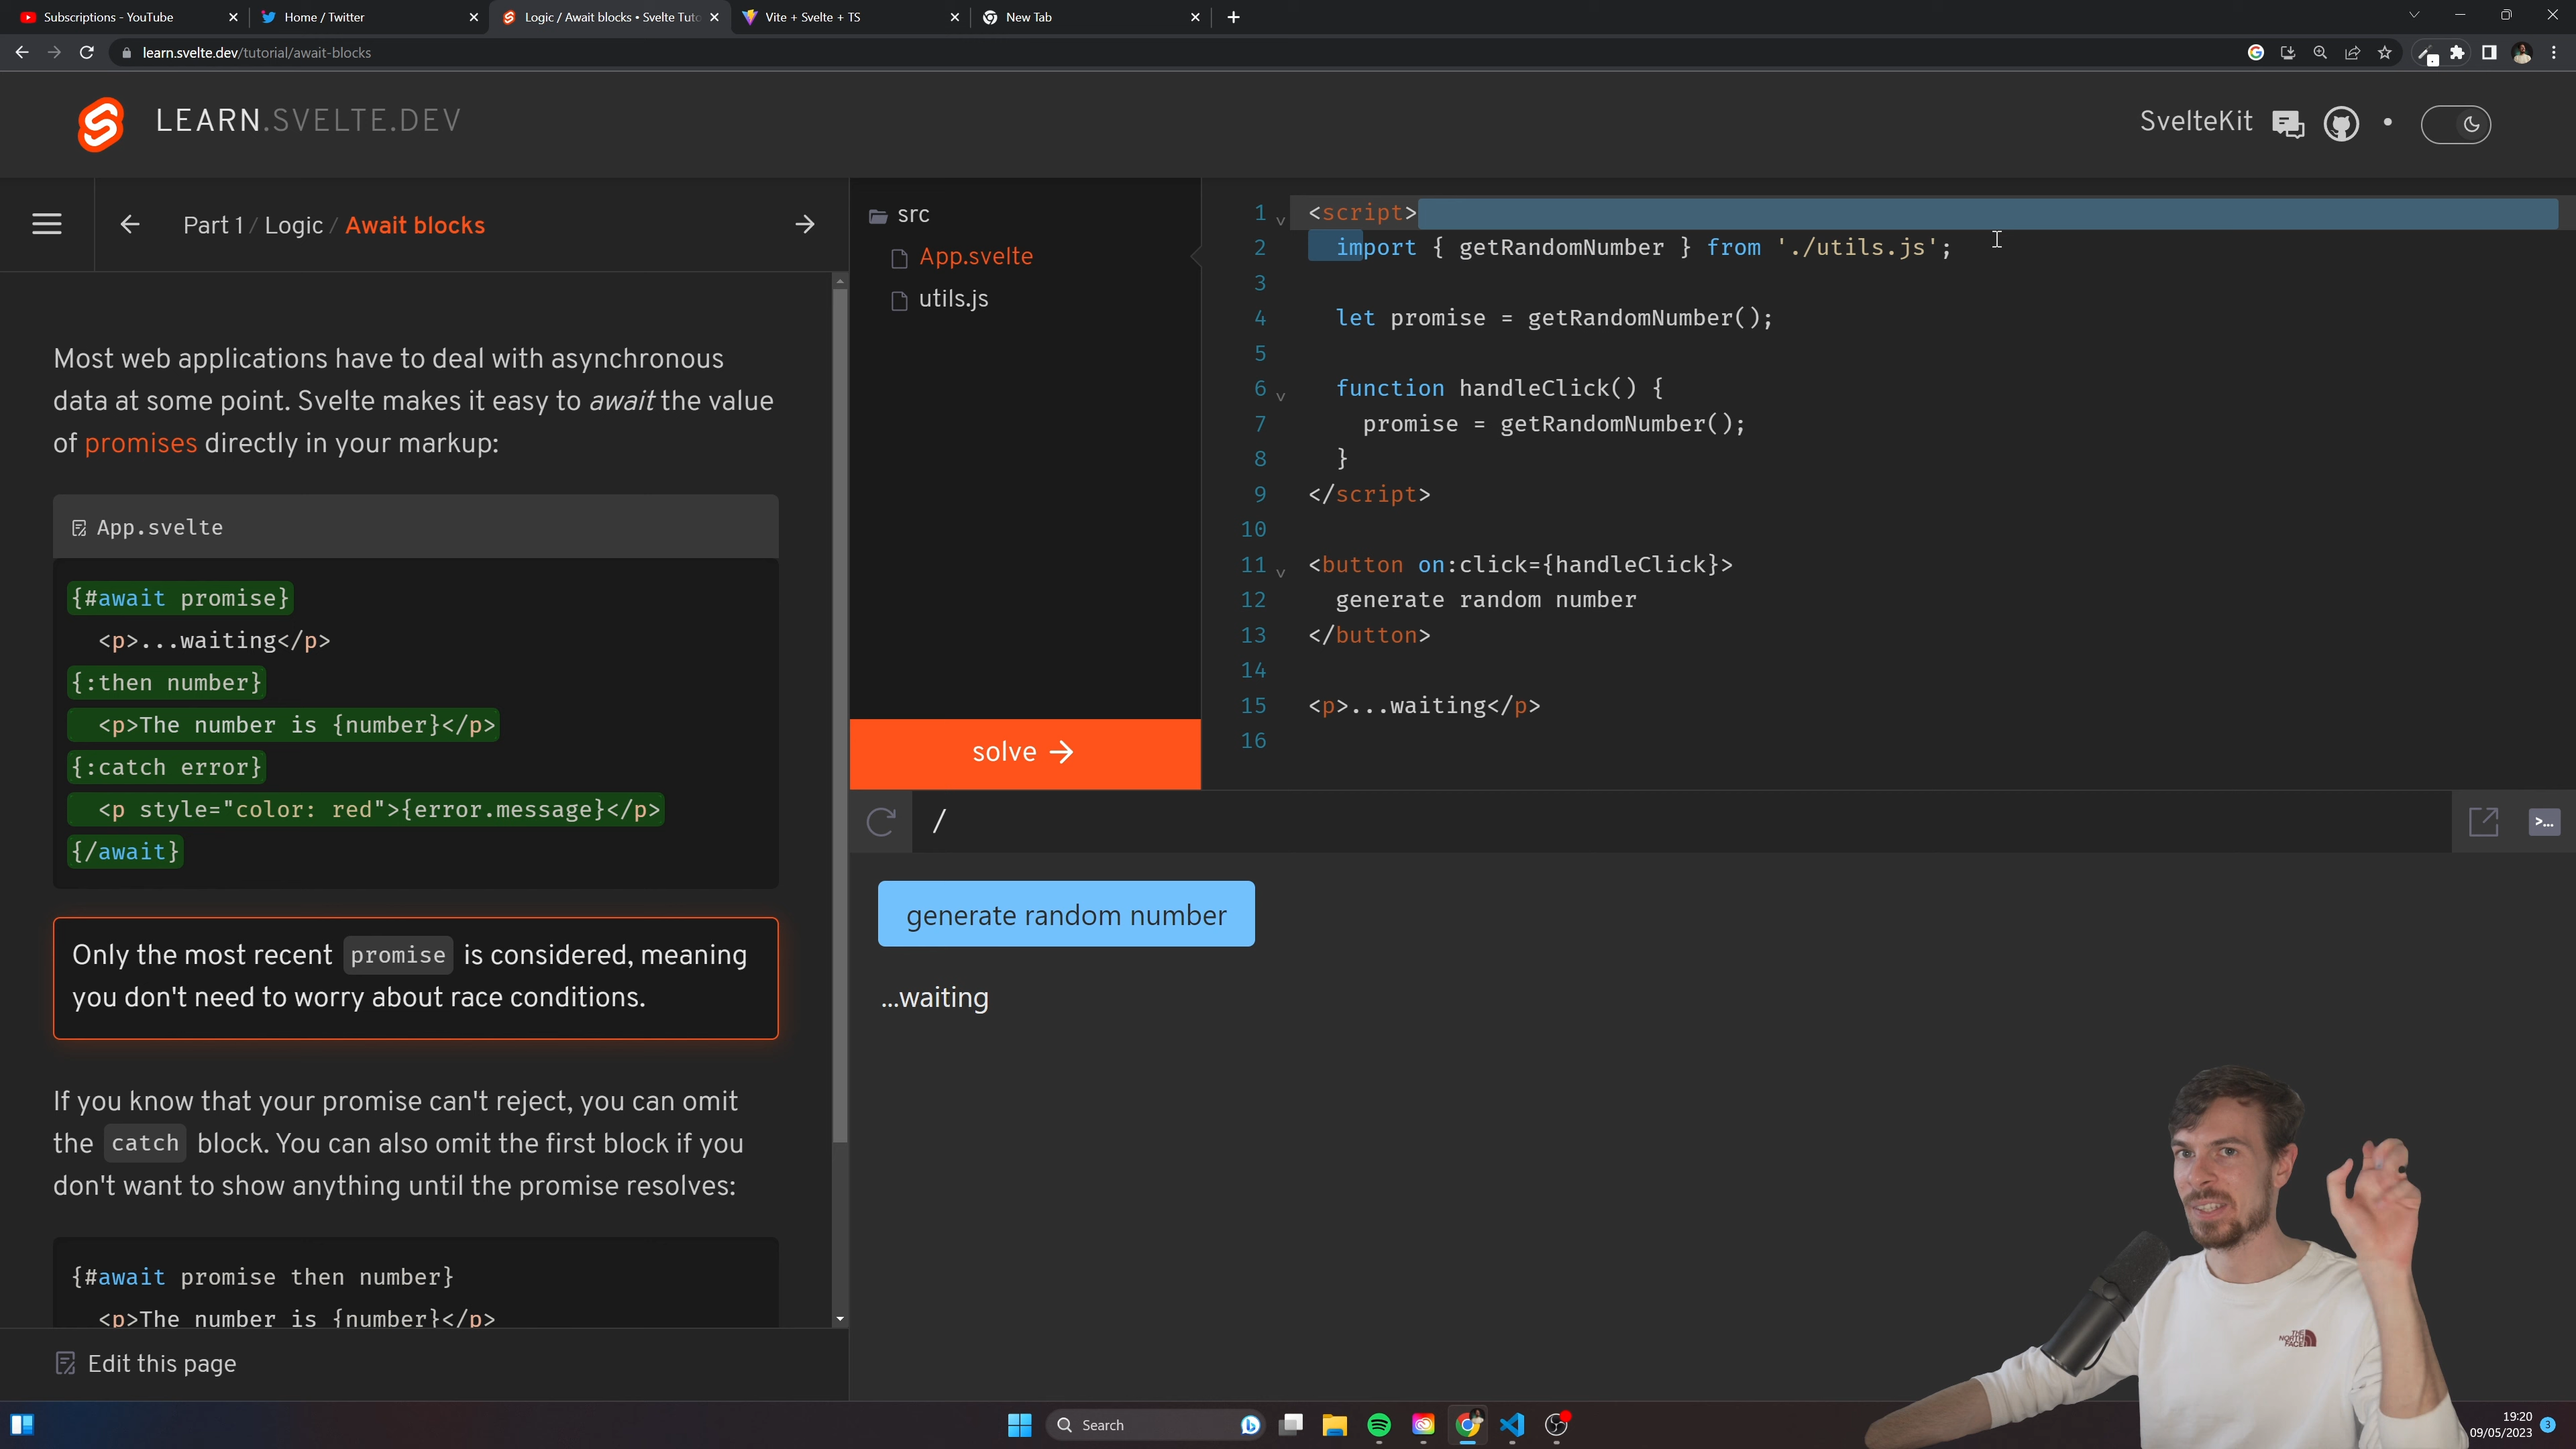 Subscriptions - YouTube
Home / Twitter
Logic / Await blocks • Svelte Tuto
Vite + Svelte + TS
New Tab
learn.svelte.dev/tutorial/await-blocks
LEARN.SVELTE.DEV
SvelteKit
Part 1 / Logic / Await blocks
Most web applications have to deal with asynchronous
data at some point. Svelte makes it easy to await the value
of promises directly in your markup:
App.svelte
{#await promise}
<p>...waiting</p>
{:then number}
<p>The number is {number}</p>
{:catch error}
<p style="color: red">{error.message}</p>
{/await}
Only the most recent promise is considered, meaning
you don't need to worry about race conditions.
If you know that your promise can't reject, you can omit
the catch block. You can also omit the first block if you
don't want to show anything until the promise resolves:
{#await promise then number}
<p>The number is {number}</p>
Edit this page
src
App.svelte
utils.js
solve →
1 <script>
2 import { getRandomNumber } from './utils.js';
3
4 let promise = getRandomNumber();
5
6 function handleClick() {
7 promise = getRandomNumber();
8 }
9 </script>
10
11 <button on:click={handleClick}>
12 generate random number
13 </button>
14
15 <p>...waiting</p>
16
/
>...
generate random number
...waiting
THE NORTH FACE
Search
19:20
09/05/2023
3